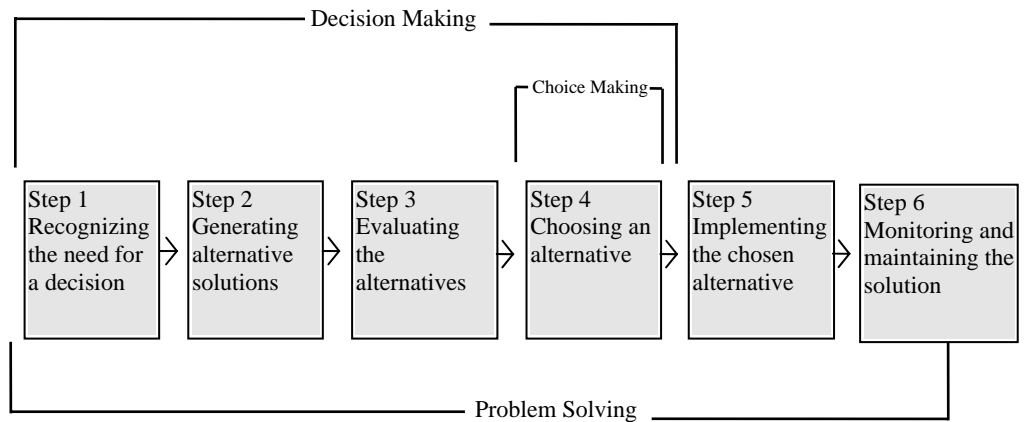 Decision Making
Choice Making
Step 1
Recognizing
the need for
a decision
Step 2
Generating
alternative
solutions
Step 3
Evaluating
the
alternatives
Step 4
Choosing an
alternative
Step 5
Implementing
the chosen
alternative
Step 6
Monitoring and
maintaining the
solution
Problem Solving